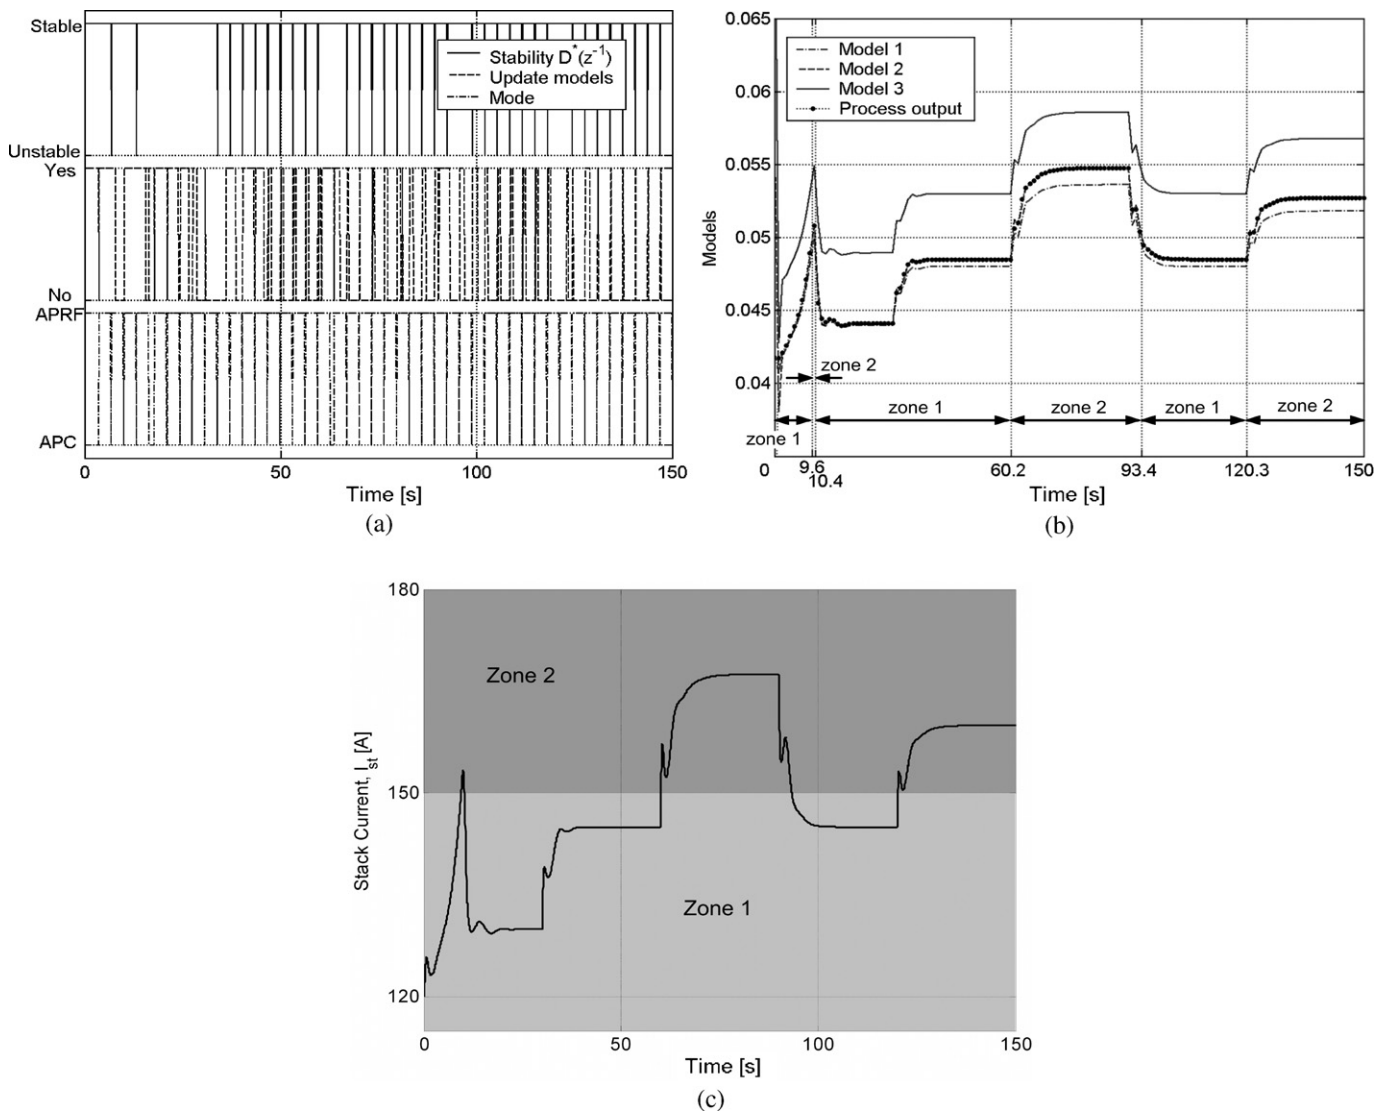 Stable
Unstable
Yes
No
APRF
APC
Stability D*(z⁻¹)
Update models
Mode
0
50
100
150
Time [s]
(a)
0.065
0.06
0.055
0.05
0.045
0.04
Models
Model 1
Model 2
Model 3
Process output
zone 2
zone 1
zone 2
zone 1
zone 2
zone 1
0
9.6
10.4
60.2
93.4
120.3
150
Time [s]
(b)
180
150
120
Stack Current, I_st [A]
Zone 2
Zone 1
0
50
100
150
Time [s]
(c)